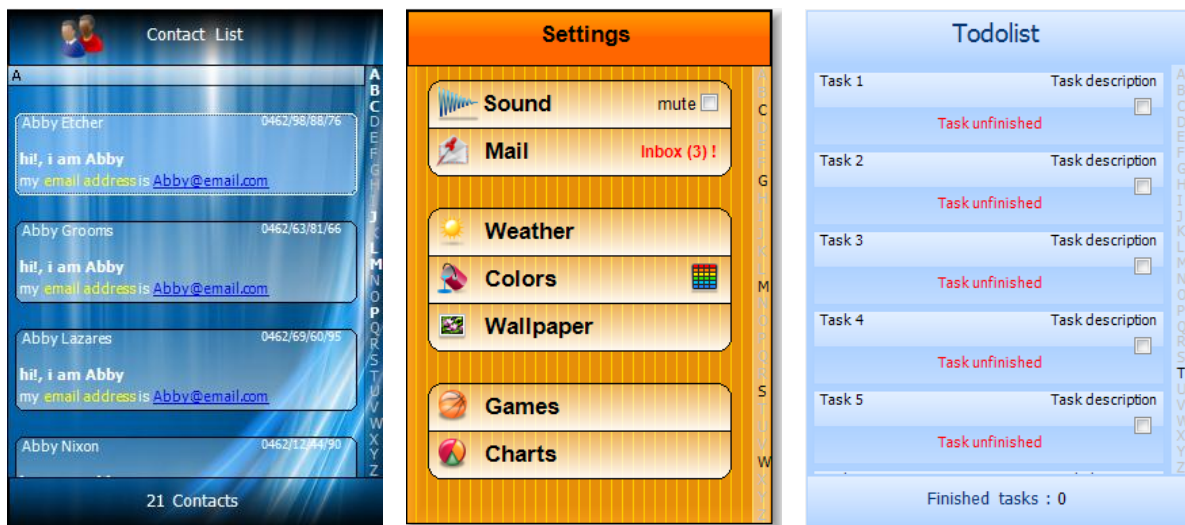 Contact List
A
Abby Etcher 0462/98/88/76
hi!, i am Abby
my email address is Abby@email.com
Abby Grooms 0462/63/81/66
hi!, i am Abby
my email address is Abby@email.com
Abby Lazares 0462/69/60/95
hi!, i am Abby
my email address is Abby@email.com
Abby Nixon 0462/12/44/90
A
B
C
D
E
F
G
H
I
J
K
L
M
N
O
P
Q
R
S
T
U
V
W
X
Y
Z
21 Contacts
Settings
Sound mute
Mail Inbox (3) !
Weather
Colors
Wallpaper
Games
Charts
C
G
M
S
W
Todolist
Task 1 Task description
Task unfinished
Task 2 Task description
Task unfinished
Task 3 Task description
Task unfinished
Task 4 Task description
Task unfinished
Task 5 Task description
Task unfinished
A
B
C
D
E
F
G
H
I
J
K
L
M
N
O
P
Q
R
S
T
U
V
W
X
Y
Z
Finished tasks : 0